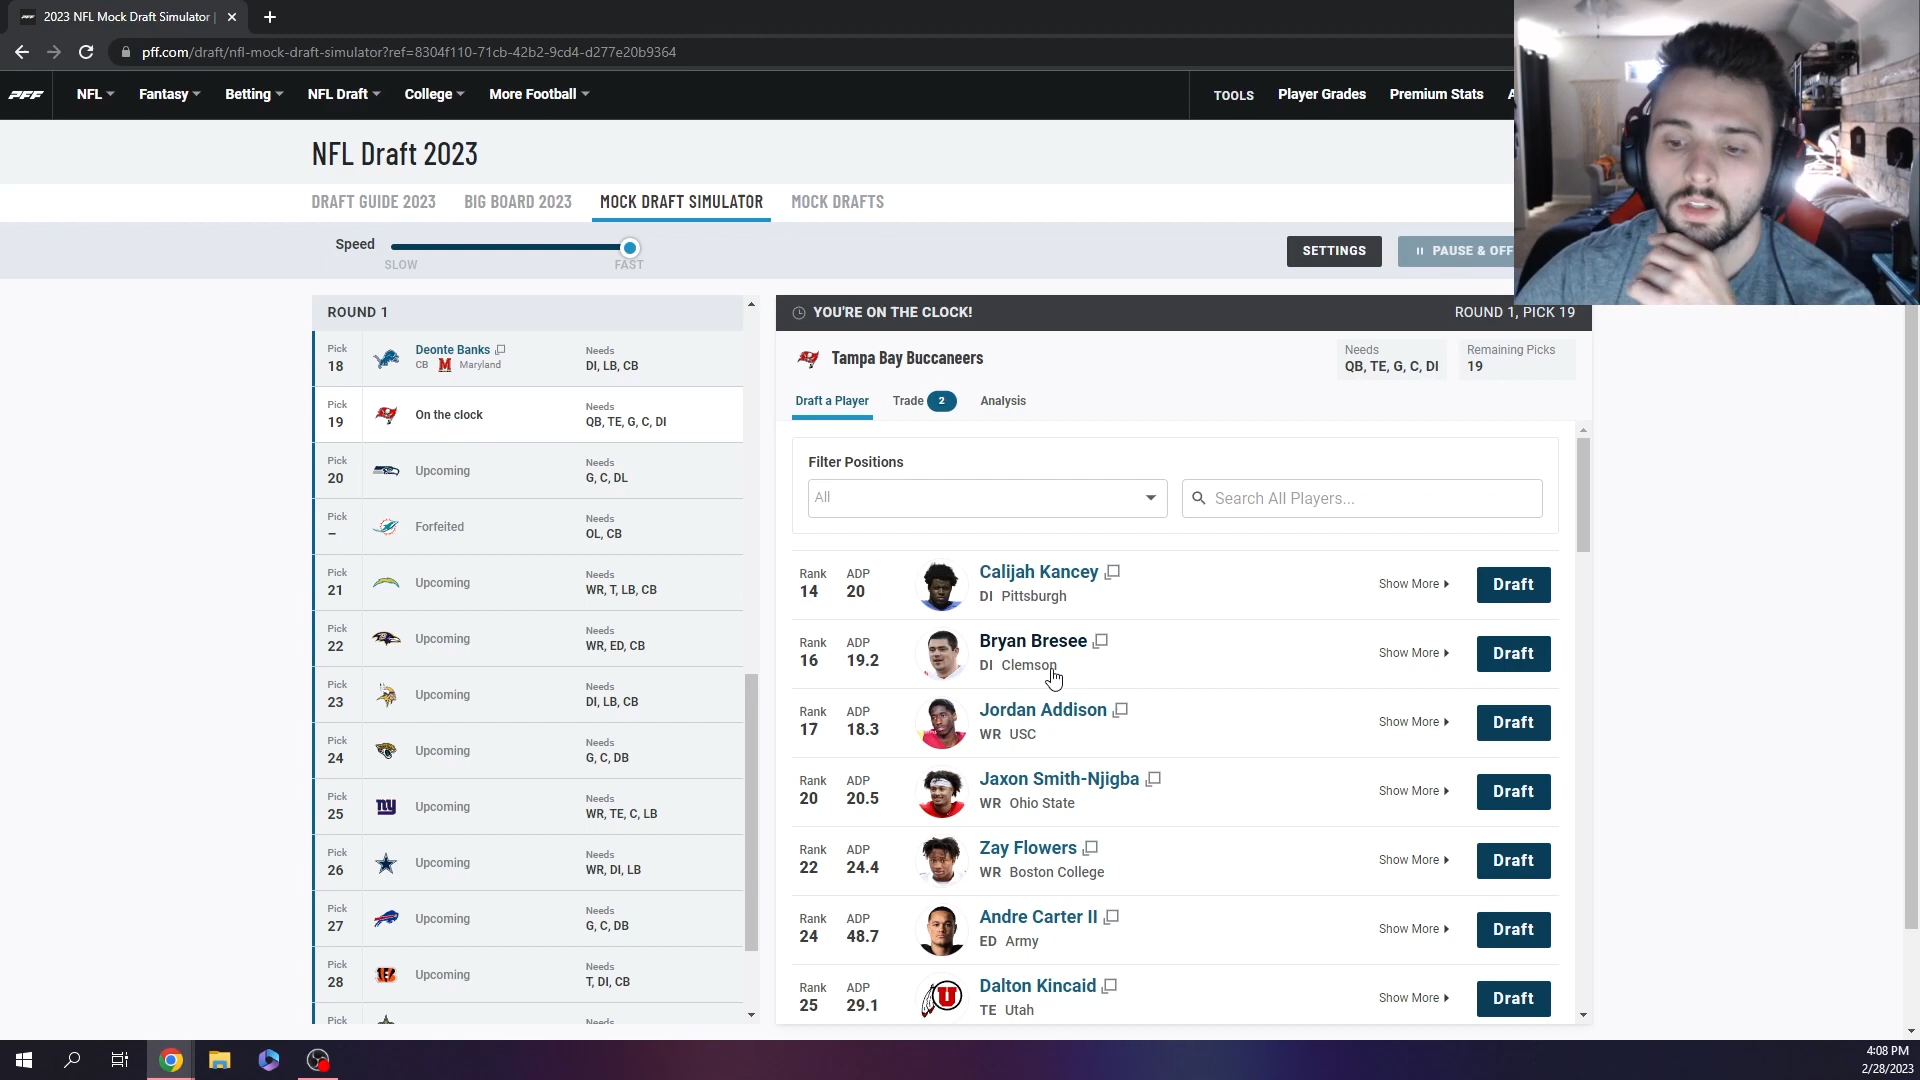 2023 NFL Mock Draft Simulator |
pff.com/draft/nfl-mock-draft-simulator?ref=8304f110-71cb-42b2-9cd4-d277e20b9364
PFF NFL Fantasy Betting NFL Draft College More Football TOOLS Player Grades Premium Stats A
NFL Draft 2023
DRAFT GUIDE 2023 BIG BOARD 2023 MOCK DRAFT SIMULATOR MOCK DRAFTS
Speed
SLOW FAST
SETTINGS PAUSE & OFF
ROUND 1
Pick 18 Deonte Banks Needs
CB M Maryland DI, LB, CB
Pick 19 On the clock Needs
QB, TE, G, C, DI
Pick 20 Upcoming Needs
G, C, DL
Pick – Forfeited Needs
OL, CB
Pick 21 Upcoming Needs
WR, T, LB, CB
Pick 22 Upcoming Needs
WR, ED, CB
Pick 23 Upcoming Needs
DI, LB, CB
Pick 24 Upcoming Needs
G, C, DB
Pick 25 ny Upcoming Needs
WR, TE, C, LB
Pick 26 Upcoming Needs
WR, DI, LB
Pick 27 Upcoming Needs
G, C, DB
Pick 28 Upcoming Needs
T, DI, CB
Pick Needs
YOU'RE ON THE CLOCK! ROUND 1, PICK 19
Tampa Bay Buccaneers
Needs
QB, TE, G, C, DI
Remaining Picks
19
Draft a Player Trade 2 Analysis
Filter Positions
All Search All Players...
Rank 14 ADP 20 Calijah Kancey
DI Pittsburgh
Show More Draft
Rank 16 ADP 19.2 Bryan Bresee
DI Clemson
Show More Draft
Rank 17 ADP 18.3 Jordan Addison
WR USC
Show More Draft
Rank 20 ADP 20.5 Jaxon Smith-Njigba
WR Ohio State
Show More Draft
Rank 22 ADP 24.4 Zay Flowers
WR Boston College
Show More Draft
Rank 24 ADP 48.7 Andre Carter II
ED Army
Show More Draft
Rank 25 ADP 29.1 Dalton Kincaid
TE Utah
Show More Draft
4:08 PM
2/28/2023